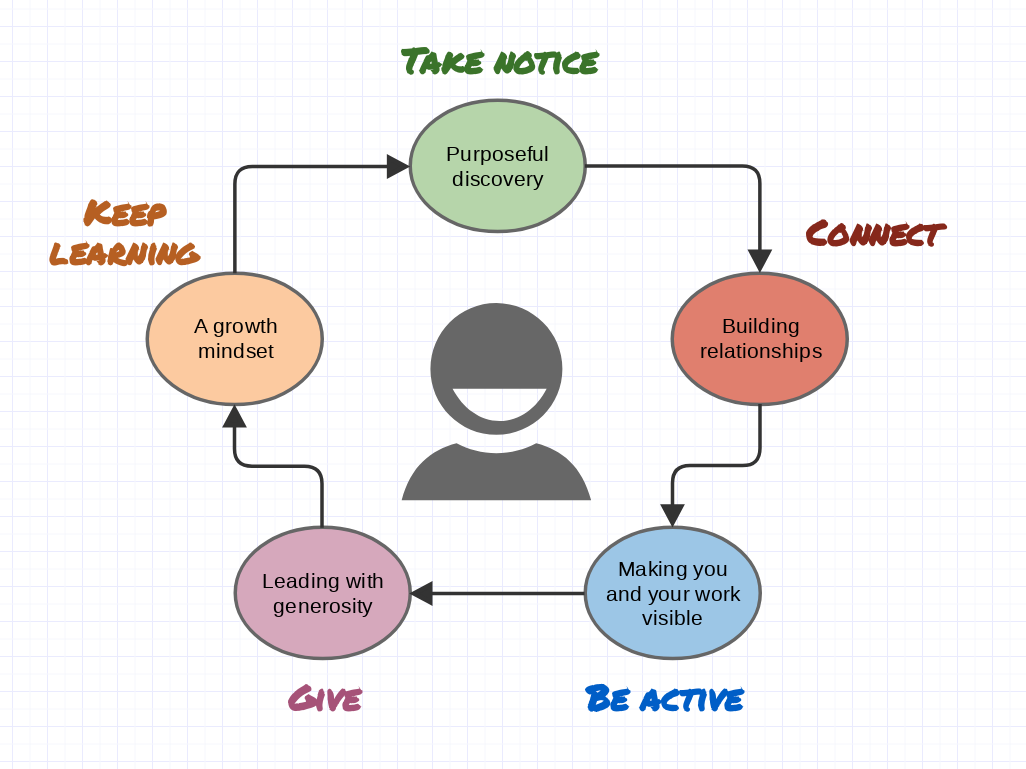 Take notice
Purposeful
discovery
Connect
Building
relationships
Making you
and your work
visible
Be active
Leading with
generosity
Give
Keep
learning
A growth
mindset